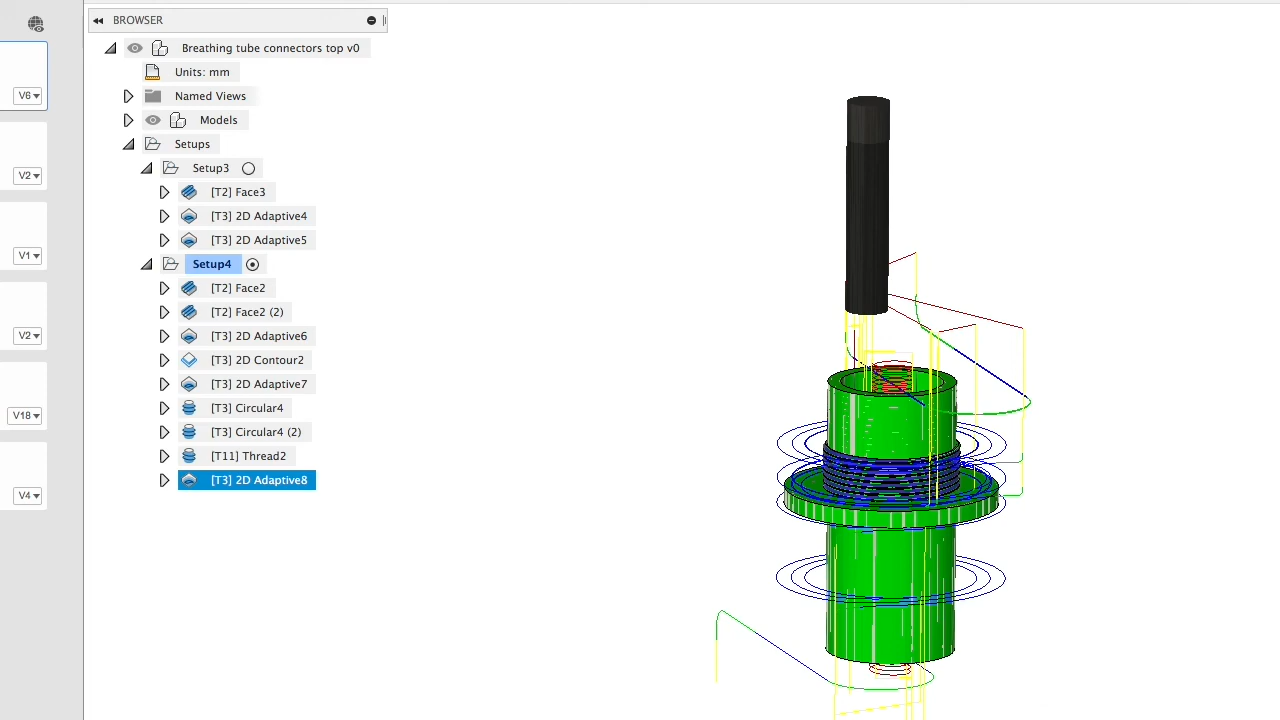 BROWSER
V6
V2
V1
V2
V18
V4
Breathing tube connectors top v0
Units: mm
Named Views
Models
Setups
Setup3
[T2] Face3
[T3] 2D Adaptive4
[T3] 2D Adaptive5
Setup4
[T2] Face2
[T2] Face2 (2)
[T3] 2D Adaptive6
[T3] 2D Contour2
[T3] 2D Adaptive7
[T3] Circular4
[T3] Circular4 (2)
[T11] Thread2
[T3] 2D Adaptive8